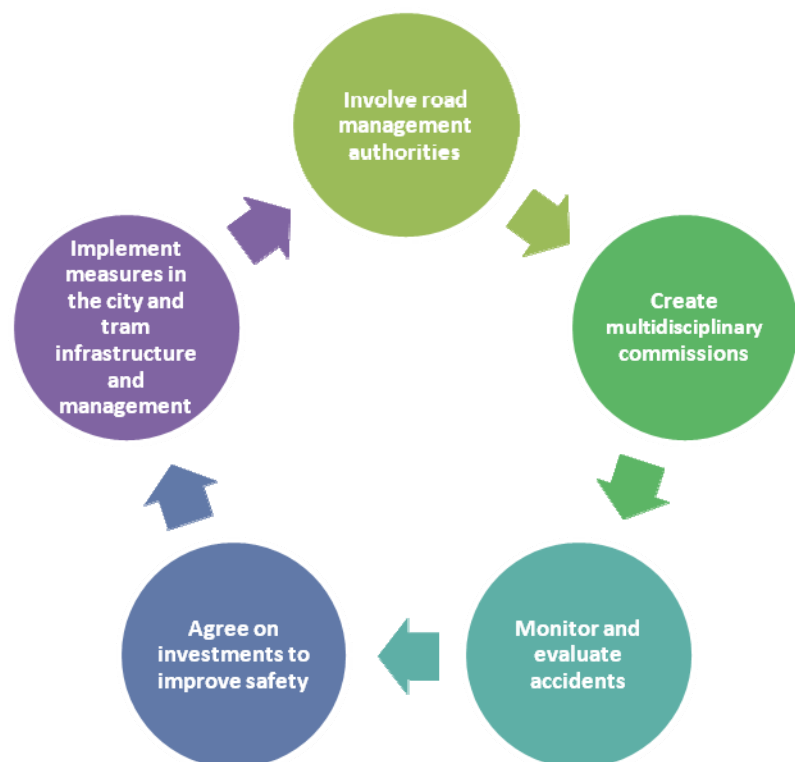 Involve road
management
authorities
Create
multidisciplinary
commissions
Monitor and
evaluate
accidents
Agree on
investments to
improve safety
Implement
measures in
the city and
tram
infrastructure
and
management